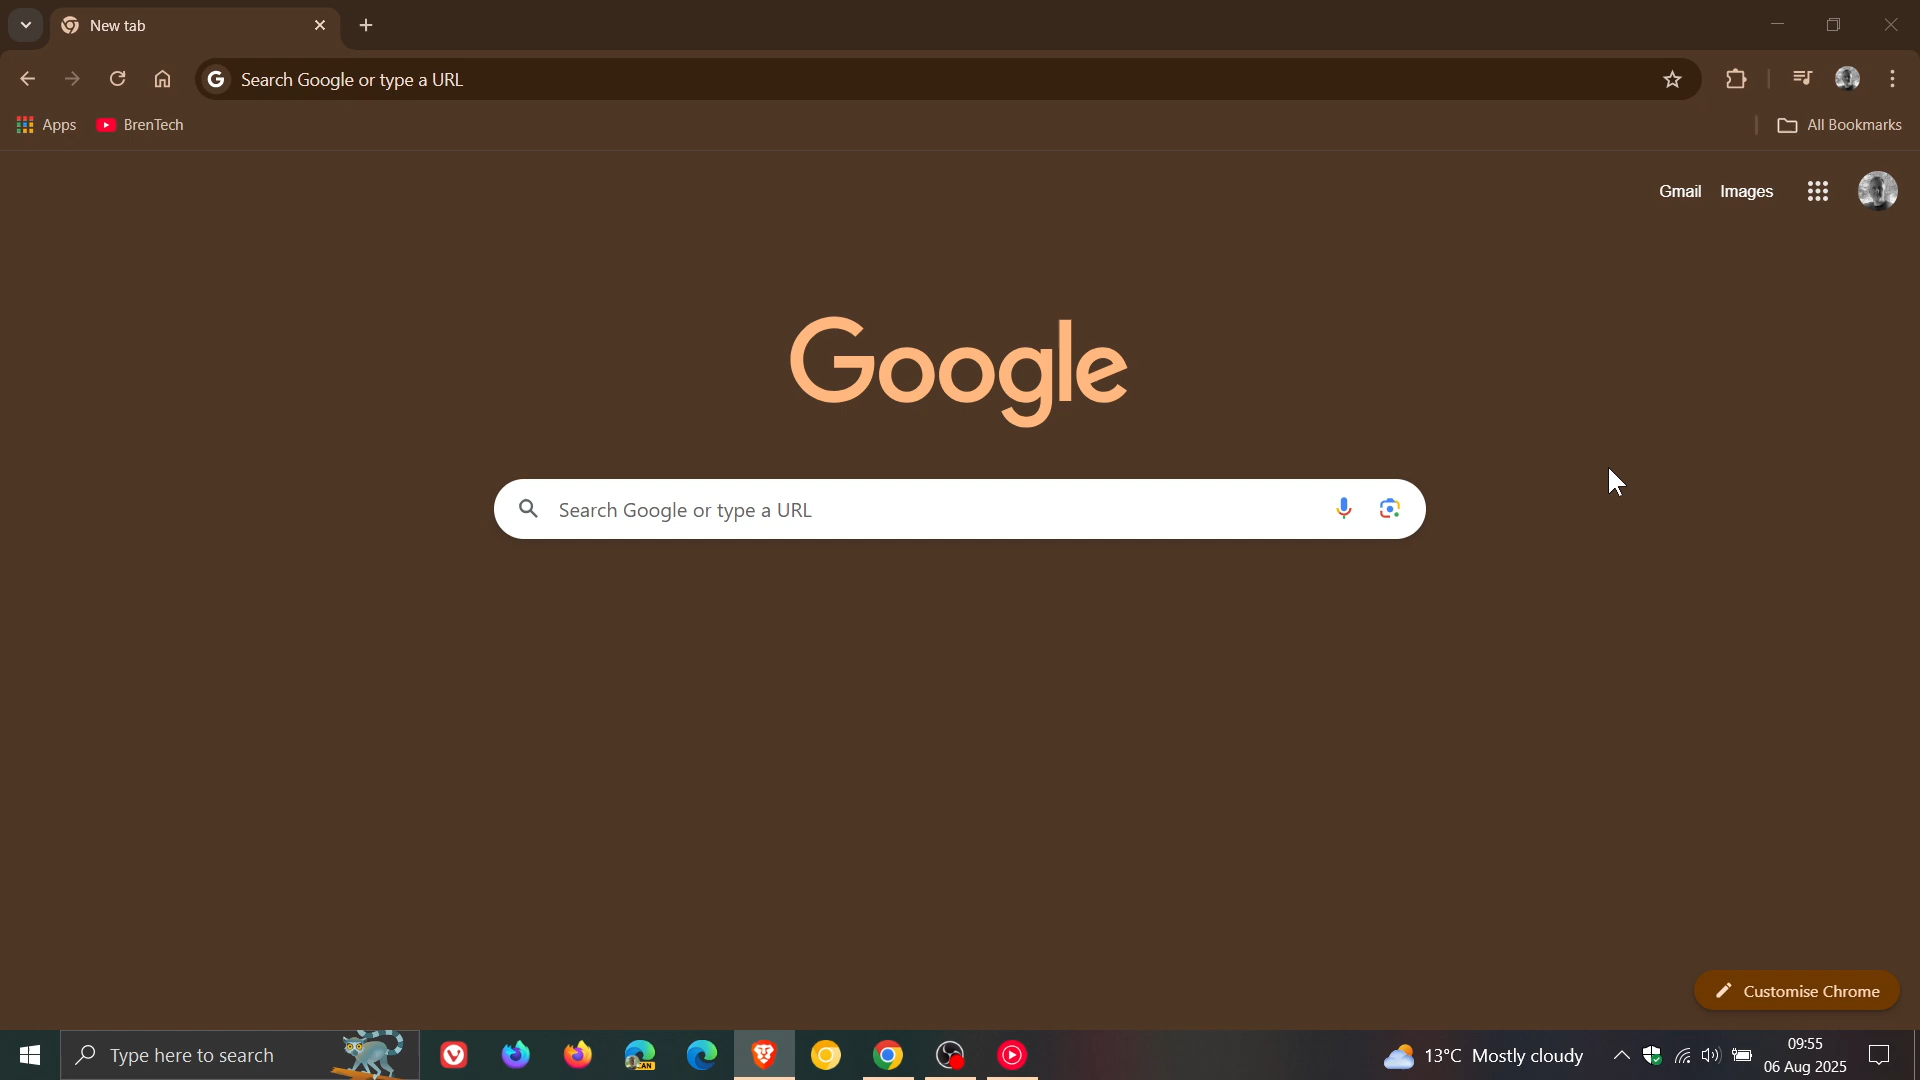 New tab
Search Google or type a URL
Apps
BrenTech
All Bookmarks
Gmail
Images
Google
Search Google or type a URL
Customise Chrome
Type here to search
CAN
13°C Mostly cloudy
09:55
06 Aug 2025